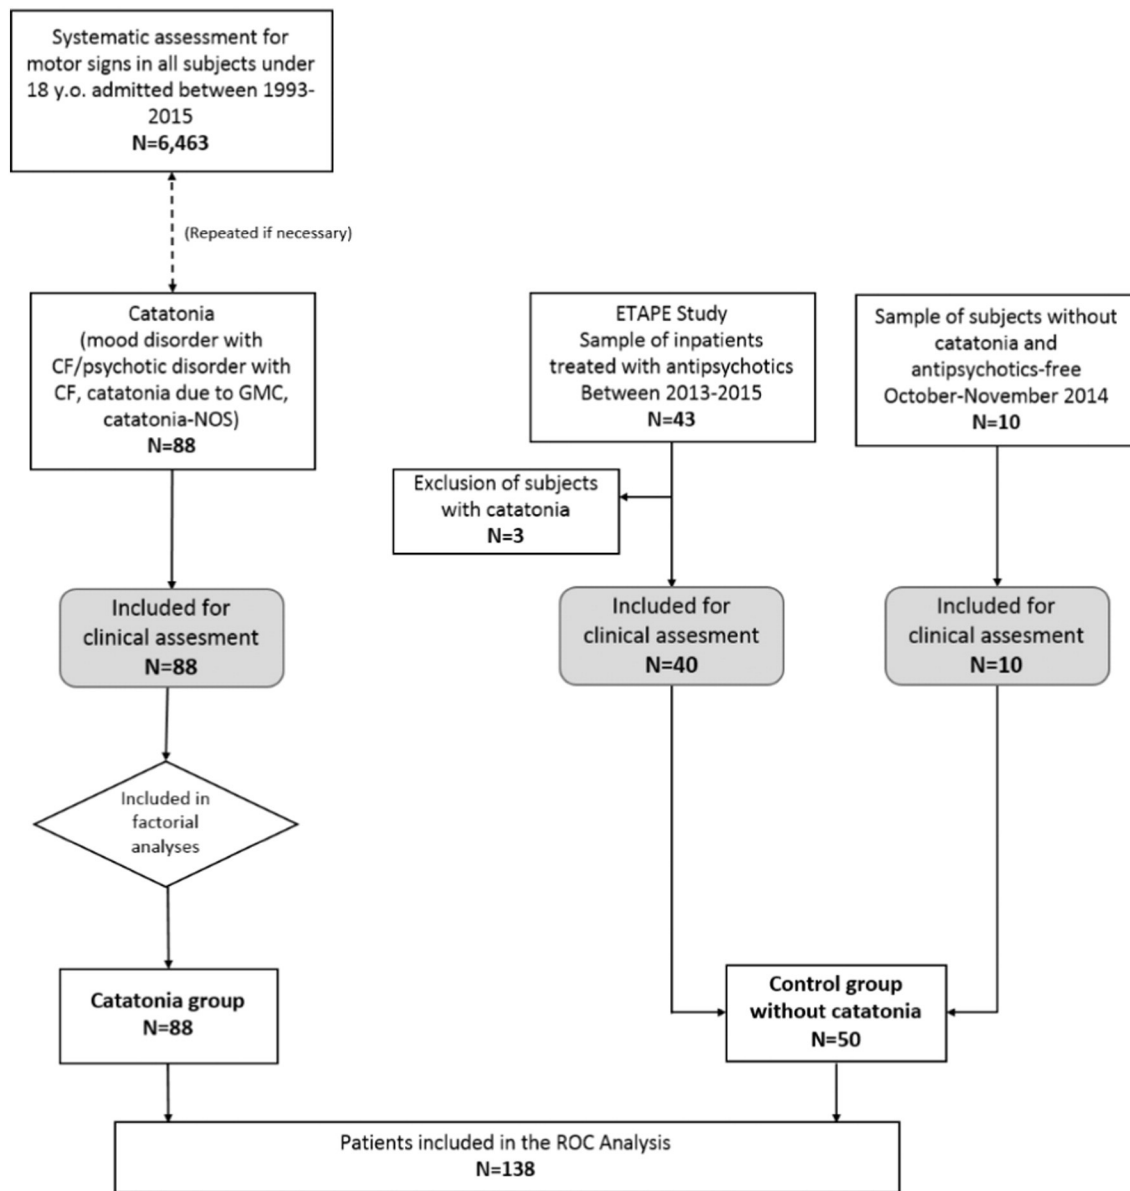 Systematic assessment for
motor signs in all subjects under
18 y.o. admitted between 1993-
2015
N=6,463
(Repeated if necessary)
Catatonia
(mood disorder with
CF/psychotic disorder with
CF, catatonia due to GMC,
catatonia-NOS)
N=88
ETAPE Study
Sample of inpatients
treated with antipsychotics
Between 2013-2015
N=43
Sample of subjects without
catatonia and
antipsychotics-free
October-November 2014
N=10
Exclusion of subjects
with catatonia
N=3
Included for
clinical assesment
N=88
Included for
clinical assesment
N=40
Included for
clinical assesment
N=10
Included in
factorial
analyses
Catatonia group
N=88
Control group
without catatonia
N=50
Patients included in the ROC Analysis
N=138